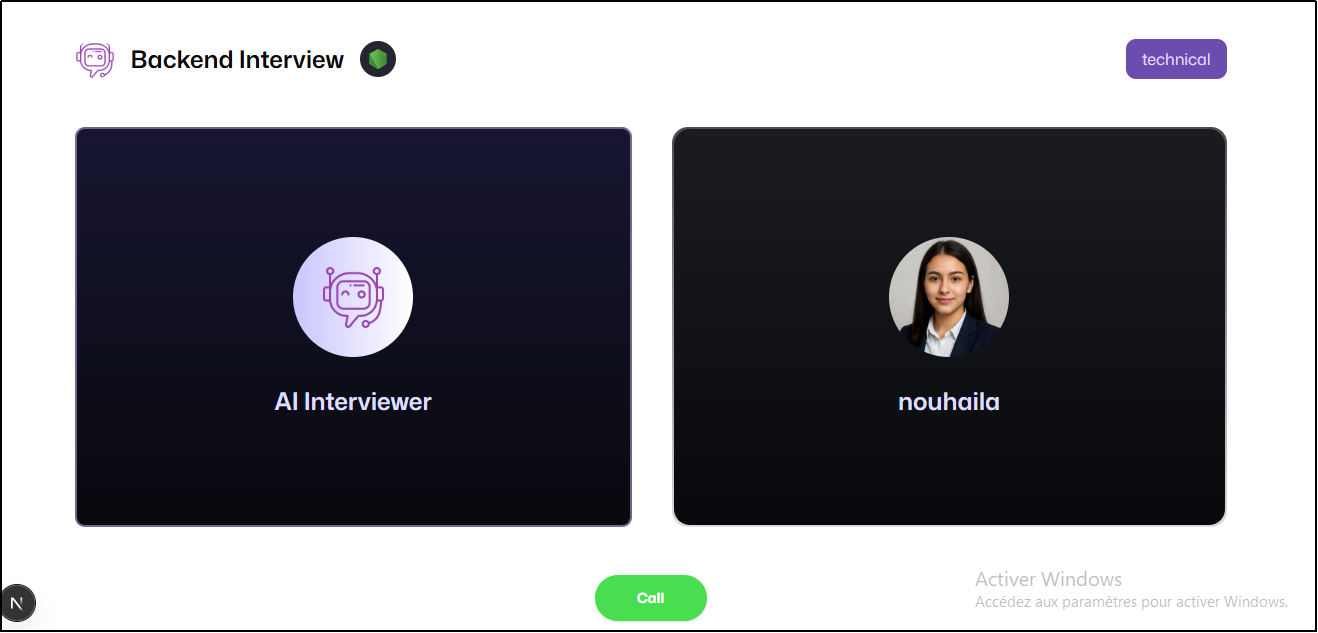 Backend Interview
technical
AI Interviewer
nouhaila
Call
Activer Windows
Accédez aux paramètres pour activer Windows.
N